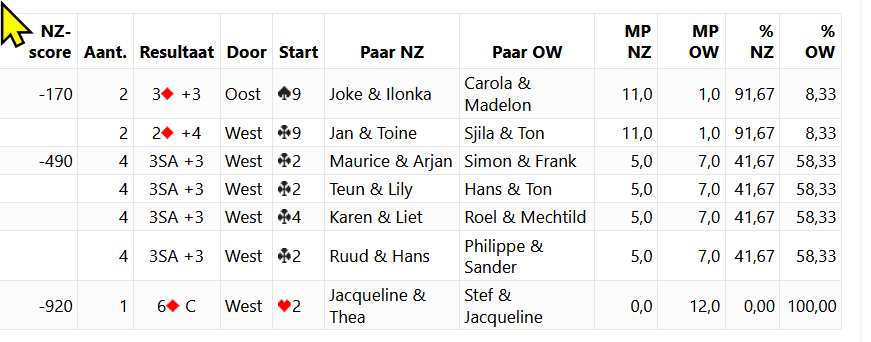 NZ-score Aant. Resultaat Door Start Paar NZ Paar OW MP NZ MP OW % NZ % OW
-170 2 3♦ +3 Oost ♠9 Joke & Ilonka Carola & Madelon 11,0 1,0 91,67 8,33
2 2♦ +4 West ♣9 Jan & Toine Sjila & Ton 11,0 1,0 91,67 8,33
-490 4 3SA +3 West ♣2 Maurice & Arjan Simon & Frank 5,0 7,0 41,67 58,33
4 3SA +3 West ♣2 Teun & Lily Hans & Ton 5,0 7,0 41,67 58,33
4 3SA +3 West ♣4 Karen & Liet Roel & Mechtild 5,0 7,0 41,67 58,33
4 3SA +3 West ♣2 Ruud & Hans Philippe & Sander 5,0 7,0 41,67 58,33
-920 1 6♦ C West ♥2 Jacqueline & Thea Stef & Jacqueline 0,0 12,0 0,00 100,00